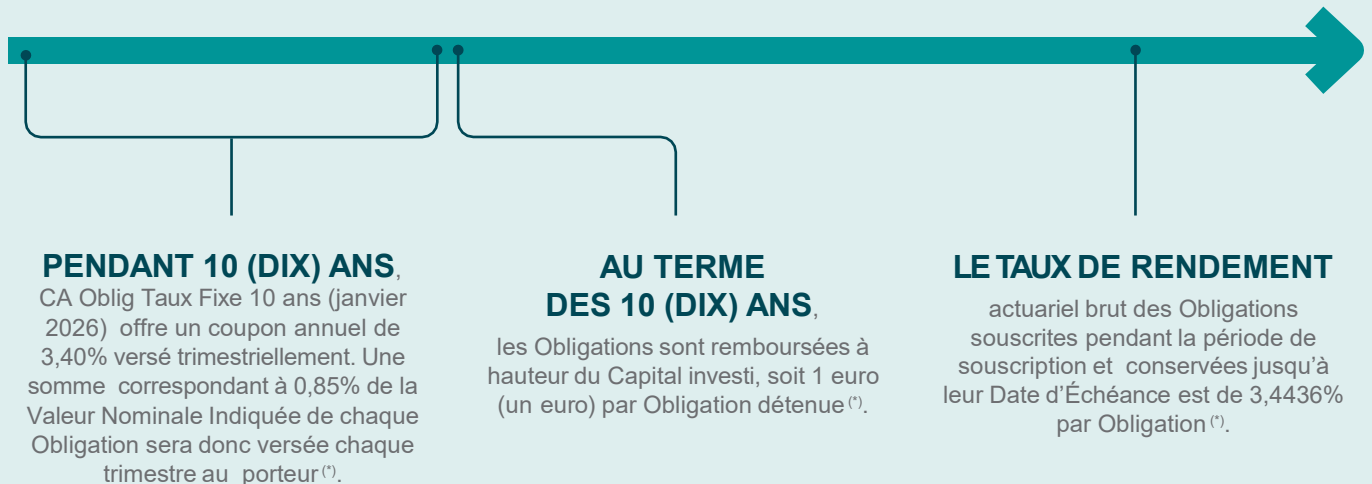 PENDANT 10 (DIX) ANS,
CA Oblig Taux Fixe 10 ans (janvier
2026) offre un coupon annuel de
3,40% versé trimestriellement. Une
somme correspondant à 0,85% de la
Valeur Nominale Indiquée de chaque
Obligation sera donc versée chaque
trimestre au porteur (*).
AU TERME
DES 10 (DIX) ANS,
les Obligations sont remboursées à
hauteur du Capital investi, soit 1 euro
(un euro) par Obligation détenue (*).
LE TAUX DE RENDEMENT
actuariel brut des Obligations
souscrites pendant la période de
souscription et conservées jusqu’à
leur Date d’Échéance est de 3,4436%
par Obligation (*).